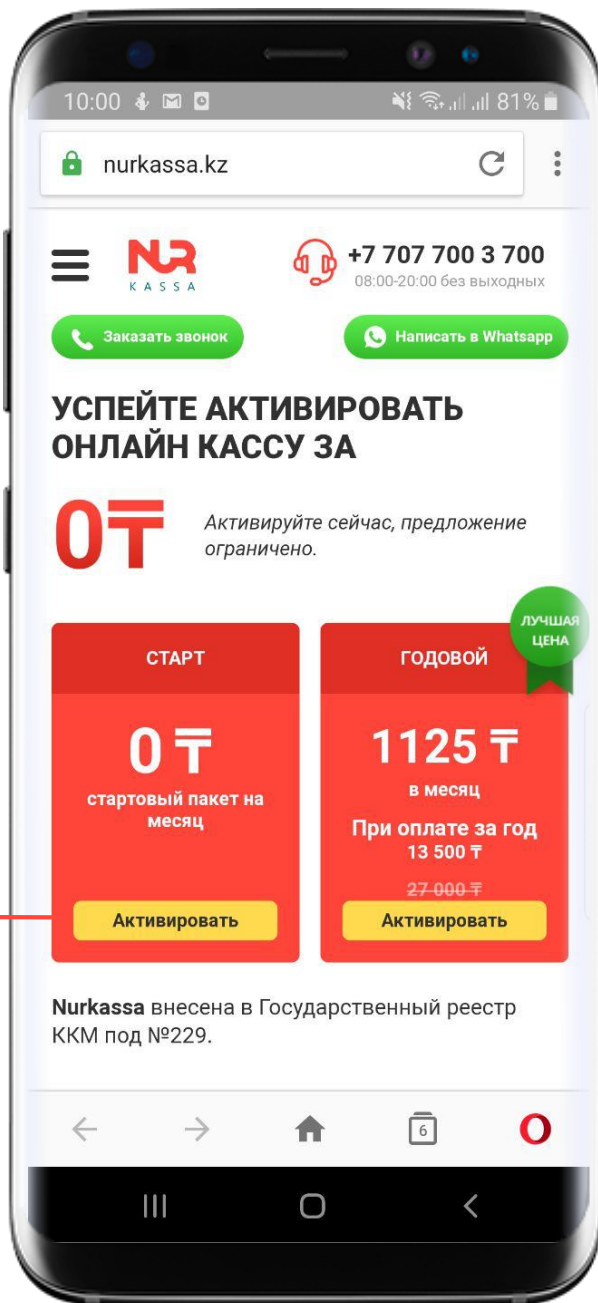 10:00 81%
nurkassa.kz
NUR
KASSA
+7 707 700 3 700
08:00-20:00 без выходных
Заказать звонок
Написать в Whatsapp
УСПЕЙТЕ АКТИВИРОВАТЬ
ОНЛАЙН КАССУ ЗА
0₸
Активируйте сейчас, предложение
ограничено.
ЛУЧШАЯ
ЦЕНА
СТАРТ
0 ₸
стартовый пакет на
месяц
Активировать
ГОДОВОЙ
1125 ₸
в месяц
При оплате за год
13 500 ₸
27 000 ₸
Активировать
Nurkassa внесена в Государственный реестр
ККМ под №229.
6